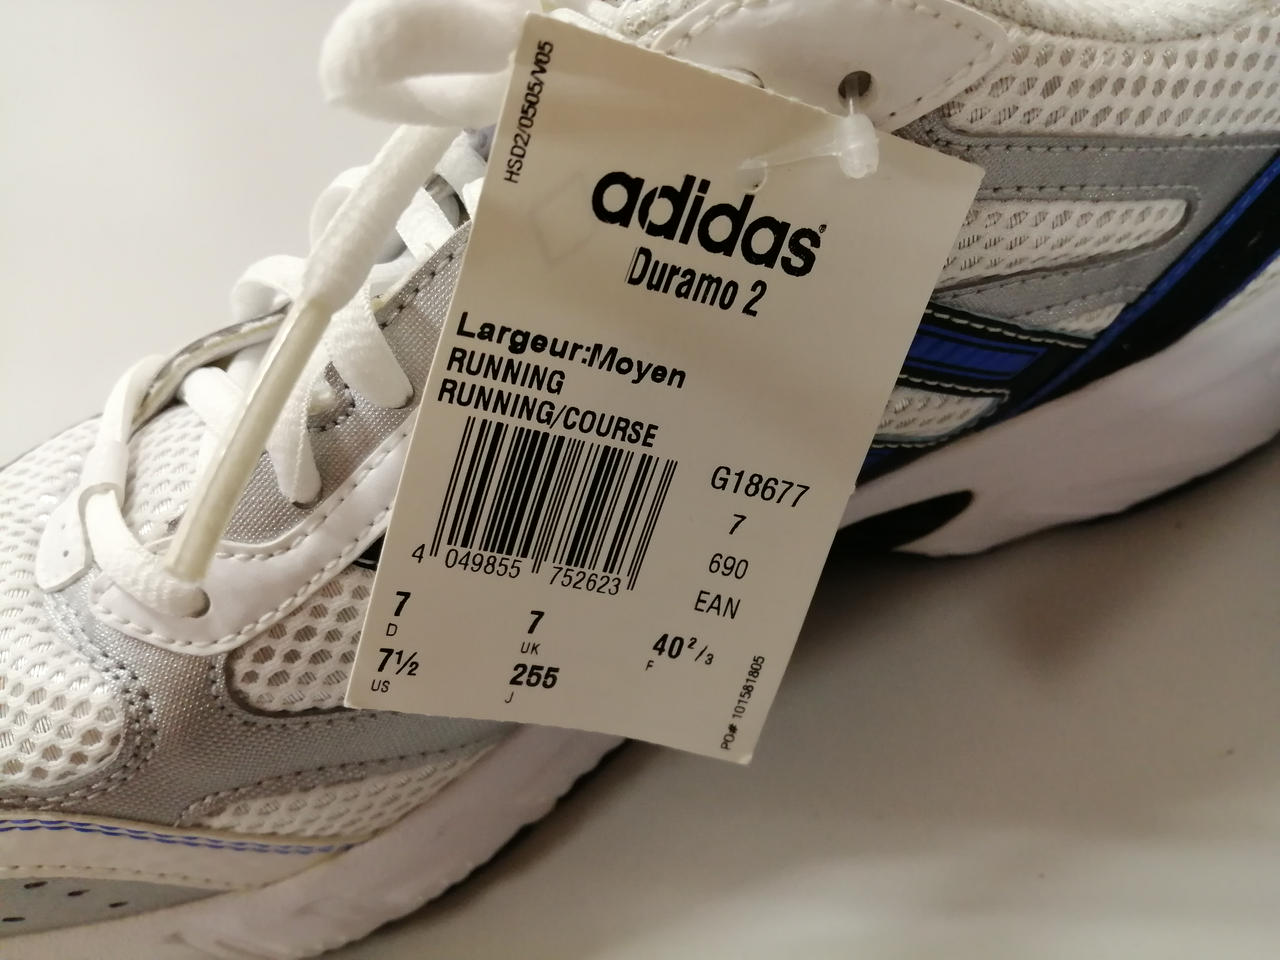 HSD2/0505/V05
adidas®
Duramo 2
Largeur:Moyen
RUNNING
RUNNING/COURSE
G18677
7
690
EAN
4 049855 752623
7
D
7
UK
40 2/3
F
7½
US
255
J
PO# 101581805